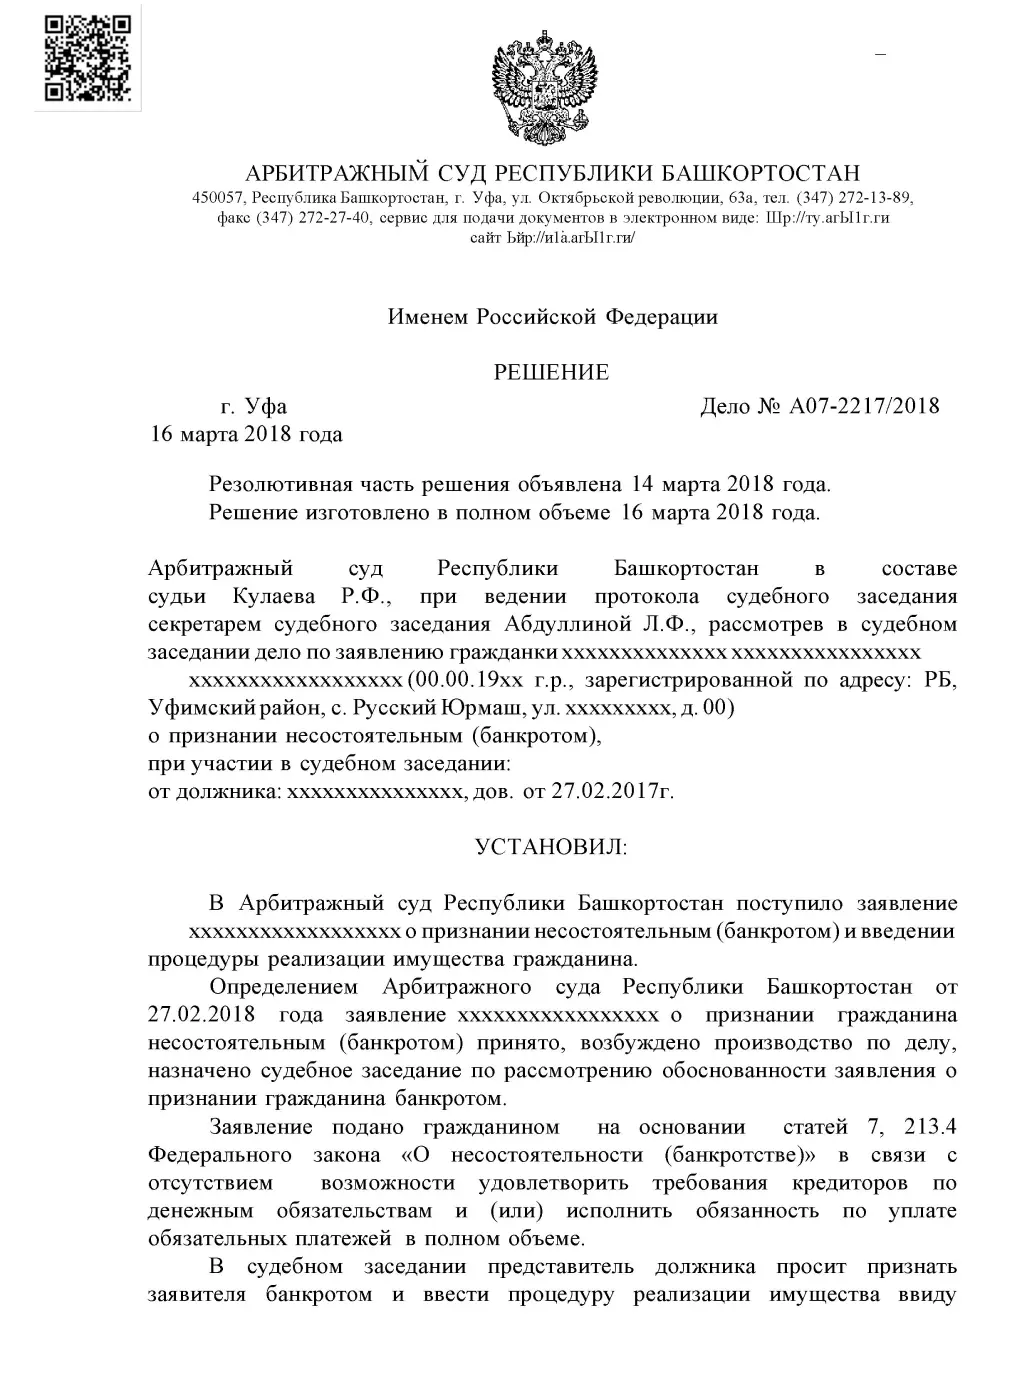 АРБИТРАЖНЫЙ СУД РЕСПУБЛИКИ БАШКОРТОСТАН
450057, Республика Башкортостан, г. Уфа, ул. Октябрьской революции, 63а, тел. (347) 272-13-89,
факс (347) 272-27-40, сервис для подачи документов в электронном виде: Шр://ту.агЫ1г.ги
сайт Ьйр://и1а.агЫ1г.ги/
Именем Российской Федерации
РЕШЕНИЕ
г. Уфа Дело № А07-2217/2018
16 марта 2018 года
Резолютивная часть решения объявлена 14 марта 2018 года.
Решение изготовлено в полном объеме 16 марта 2018 года.
Арбитражный суд Республики Башкортостан в составе
судьи Кулаева Р.Ф., при ведении протокола судебного заседания
секретарем судебного заседания Абдуллиной Л.Ф., рассмотрев в судебном
заседании дело по заявлению гражданки хххххххххххххх хххххххххххххххх
хххххххххххххххххх (00.00.19хх г.р., зарегистрированной по адресу: РБ,
Уфимский район, с. Русский Юрмаш, ул. ххххххххх, д. 00)
о признании несостоятельным (банкротом),
при участии в судебном заседании:
от должника: ххххххххххххххх, дов. от 27.02.2017г.
УСТАНОВИЛ:
В Арбитражный суд Республики Башкортостан поступило заявление
хххххххххххххххххх о признании несостоятельным (банкротом) и введении
процедуры реализации имущества гражданина.
Определением Арбитражного суда Республики Башкортостан от
27.02.2018 года заявление ххххххххххххххххх о признании гражданина
несостоятельным (банкротом) принято, возбуждено производство по делу,
назначено судебное заседание по рассмотрению обоснованности заявления о
признании гражданина банкротом.
Заявление подано гражданином на основании статей 7, 213.4
Федерального закона «О несостоятельности (банкротстве)» в связи с
отсутствием возможности удовлетворить требования кредиторов по
денежным обязательствам и (или) исполнить обязанность по уплате
обязательных платежей в полном объеме.
В судебном заседании представитель должника просит признать
заявителя банкротом и ввести процедуру реализации имущества ввиду